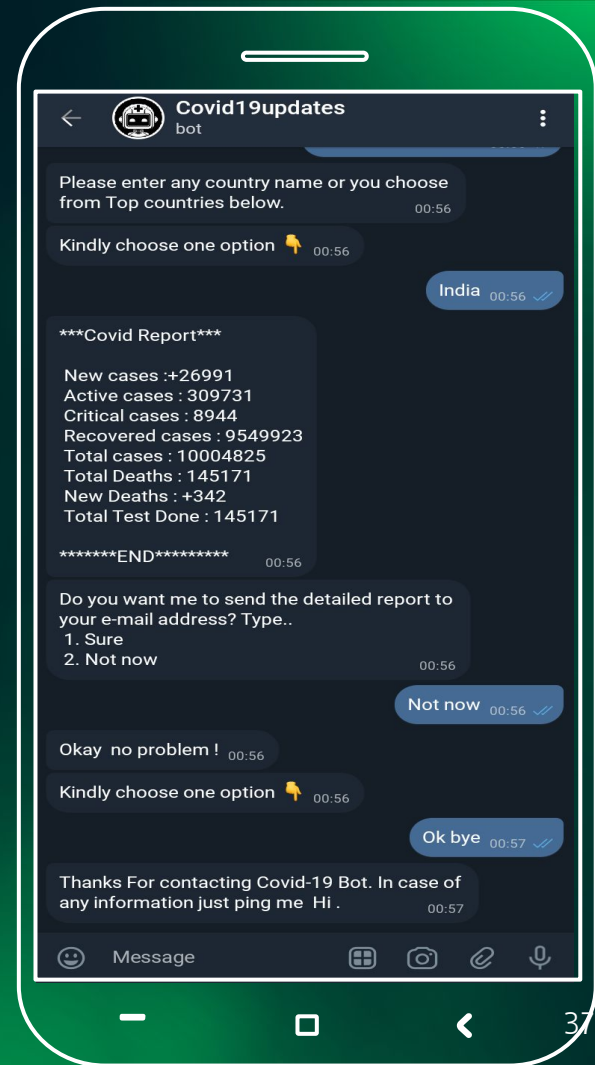 Covid19updates
bot
Please enter any country name or you choose
from Top countries below.
00:56
Kindly choose one option 👇 00:56
India 00:56
***Covid Report***
New cases :+26991
Active cases : 309731
Critical cases : 8944
Recovered cases : 9549923
Total cases : 10004825
Total Deaths : 145171
New Deaths : +342
Total Test Done : 145171
*******END********* 00:56
Do you want me to send the detailed report to
your e-mail address? Type..
1. Sure
2. Not now
00:56
Not now 00:56
Okay no problem ! 00:56
Kindly choose one option 👇 00:56
Ok bye 00:57
Thanks For contacting Covid-19 Bot. In case of
any information just ping me Hi .
00:57
Message
37